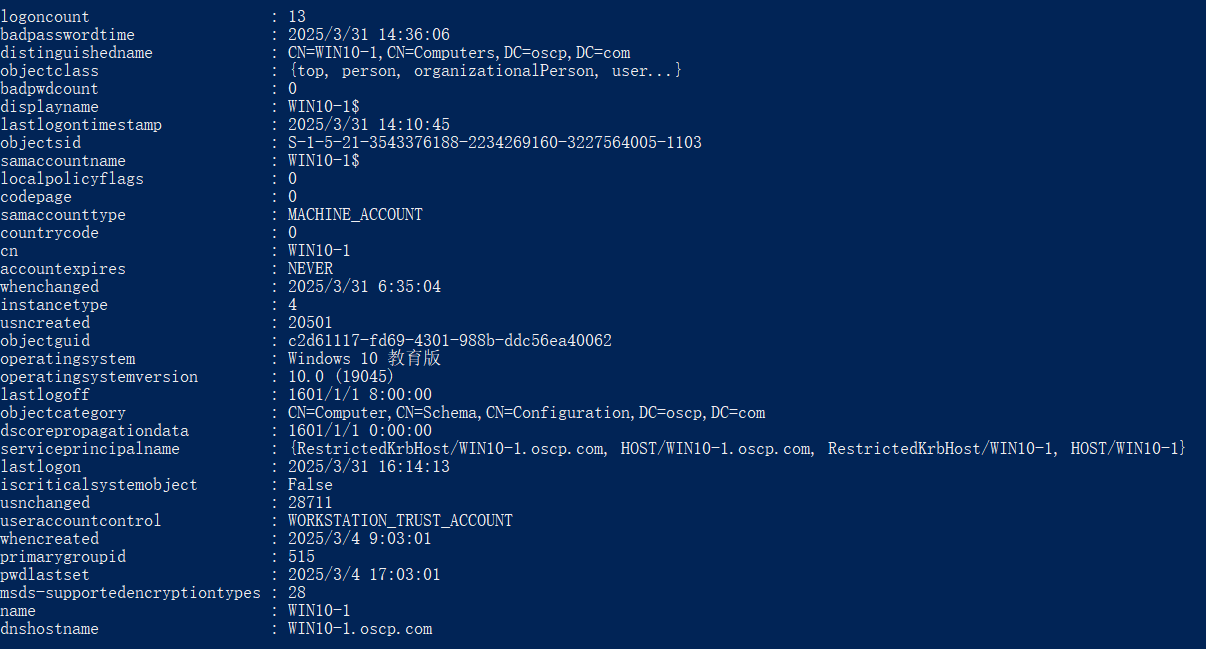 logoncount                    : 13
badpasswordtime               : 2025/3/31 14:36:06
distinguishedname             : CN=WIN10-1,CN=Computers,DC=oscp,DC=com
objectclass                   : {top, person, organizationalPerson, user...}
badpwdcount                   : 0
displayname                   : WIN10-1$
lastlogontimestamp            : 2025/3/31 14:10:45
objectsid                     : S-1-5-21-3543376188-2234269160-3227564005-1103
samaccountname                : WIN10-1$
localpolicyflags              : 0
codepage                      : 0
samaccounttype                : MACHINE_ACCOUNT
countrycode                   : 0
cn                            : WIN10-1
accountexpires                : NEVER
whenchanged                   : 2025/3/31 6:35:04
instancetype                  : 4
usncreated                    : 20501
objectguid                    : c2d61117-fd69-4301-988b-ddc56ea40062
operatingsystem               : Windows 10 教育版
operatingsystemversion        : 10.0 (19045)
lastlogoff                    : 1601/1/1 8:00:00
objectcategory                : CN=Computer,CN=Schema,CN=Configuration,DC=oscp,DC=com
dscorepropagationdata         : 1601/1/1 0:00:00
serviceprincipalname          : {RestrictedKrbHost/WIN10-1.oscp.com, HOST/WIN10-1.oscp.com, RestrictedKrbHost/WIN10-1, HOST/WIN10-1}
lastlogon                     : 2025/3/31 16:14:13
iscriticalsystemobject        : False
usnchanged                    : 28711
useraccountcontrol            : WORKSTATION_TRUST_ACCOUNT
whencreated                   : 2025/3/4 9:03:01
primarygroupid                : 515
pwdlastset                    : 2025/3/4 17:03:01
msds-supportedencryptiontypes : 28
name                          : WIN10-1
dnshostname                   : WIN10-1.oscp.com